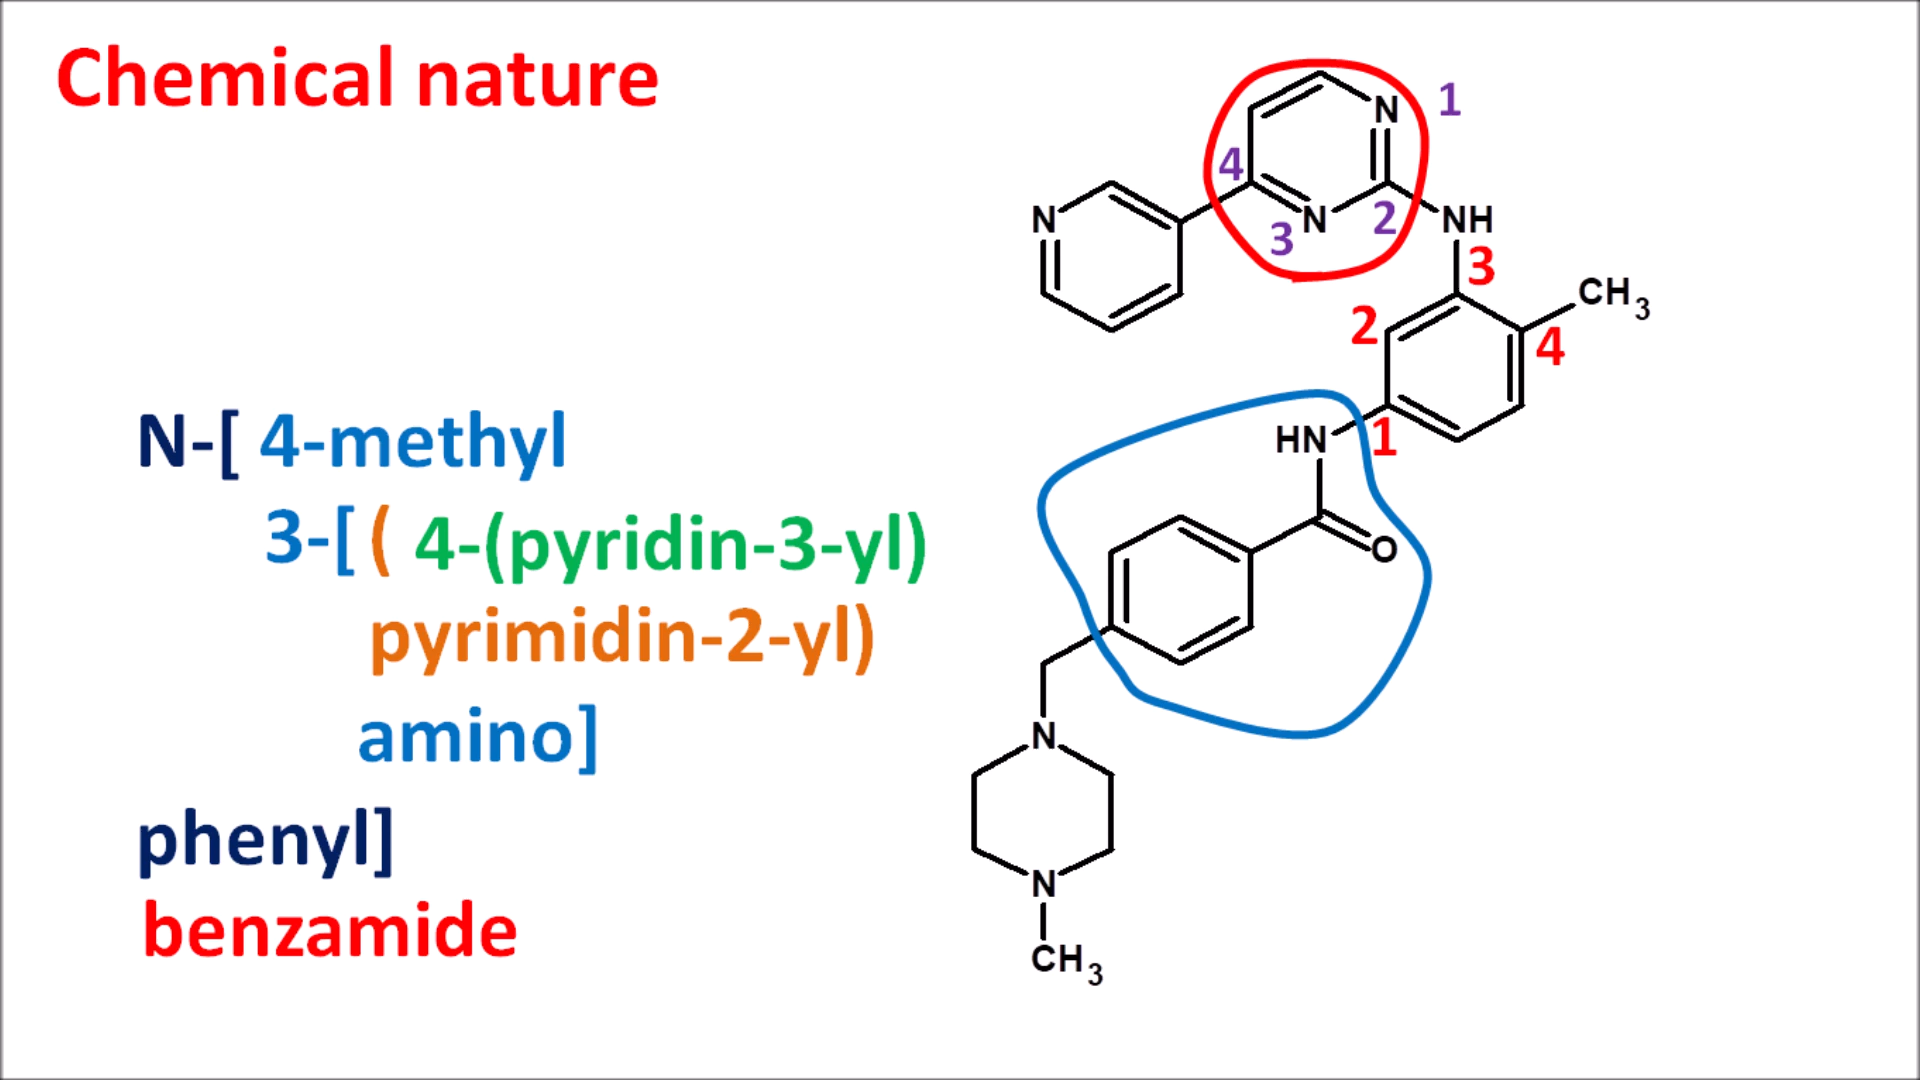 Chemical nature
N-[ 4-methyl
3-[ ( 4-(pyridin-3-yl)
pyrimidin-2-yl)
amino]
phenyl]
benzamide
N 1
4
N
3 N 2 NH
3
CH3
2
4
HN 1
O
N
N
CH3